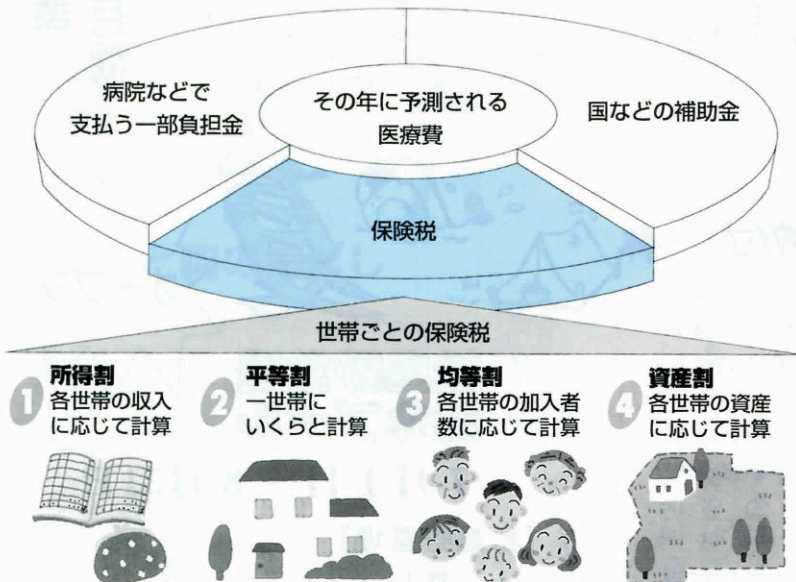 病院などで
支払う一部負担金
その年に予測される
医療費
国などの補助金
保険税
世帯ごとの保険税
1 所得割
各世帯の収入
に応じて計算
2 平等割
一世帯に
いくらと計算
3 均等割
各世帯の加入者
数に応じて計算
4 資産割
各世帯の資産
に応じて計算